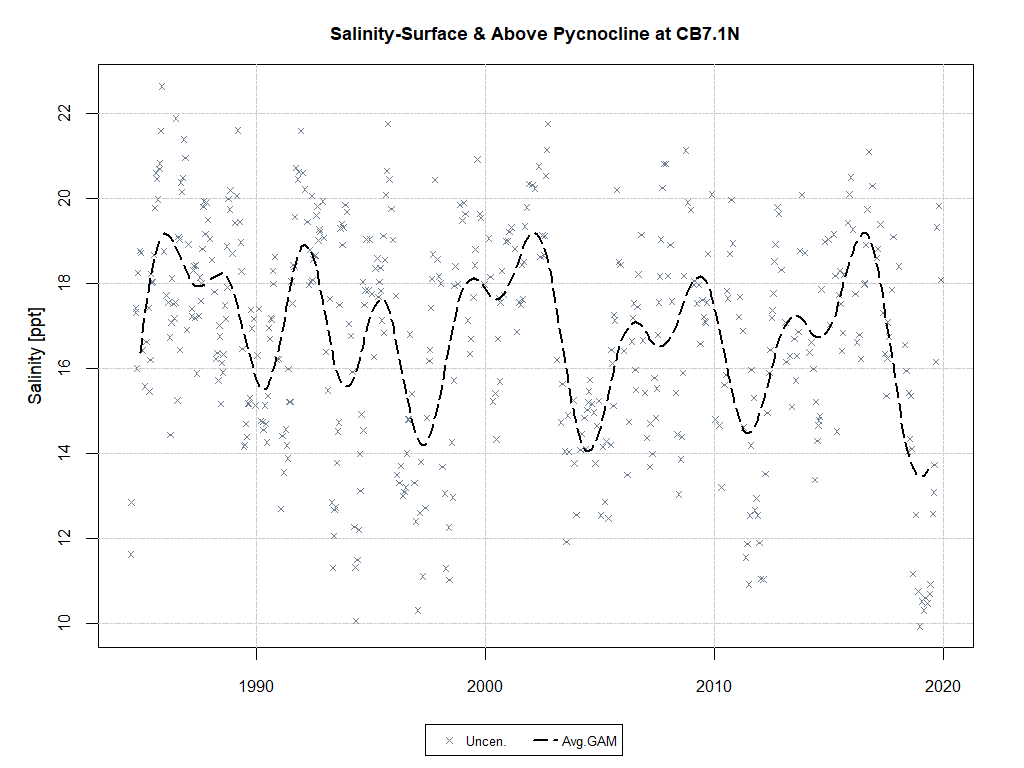 Salinity-Surface & Above Pycnocline at CB7.1N
Salinity [ppt]
22
20
18
16
14
12
10
1990
2000
2010
2020
Uncen.
Avg.GAM